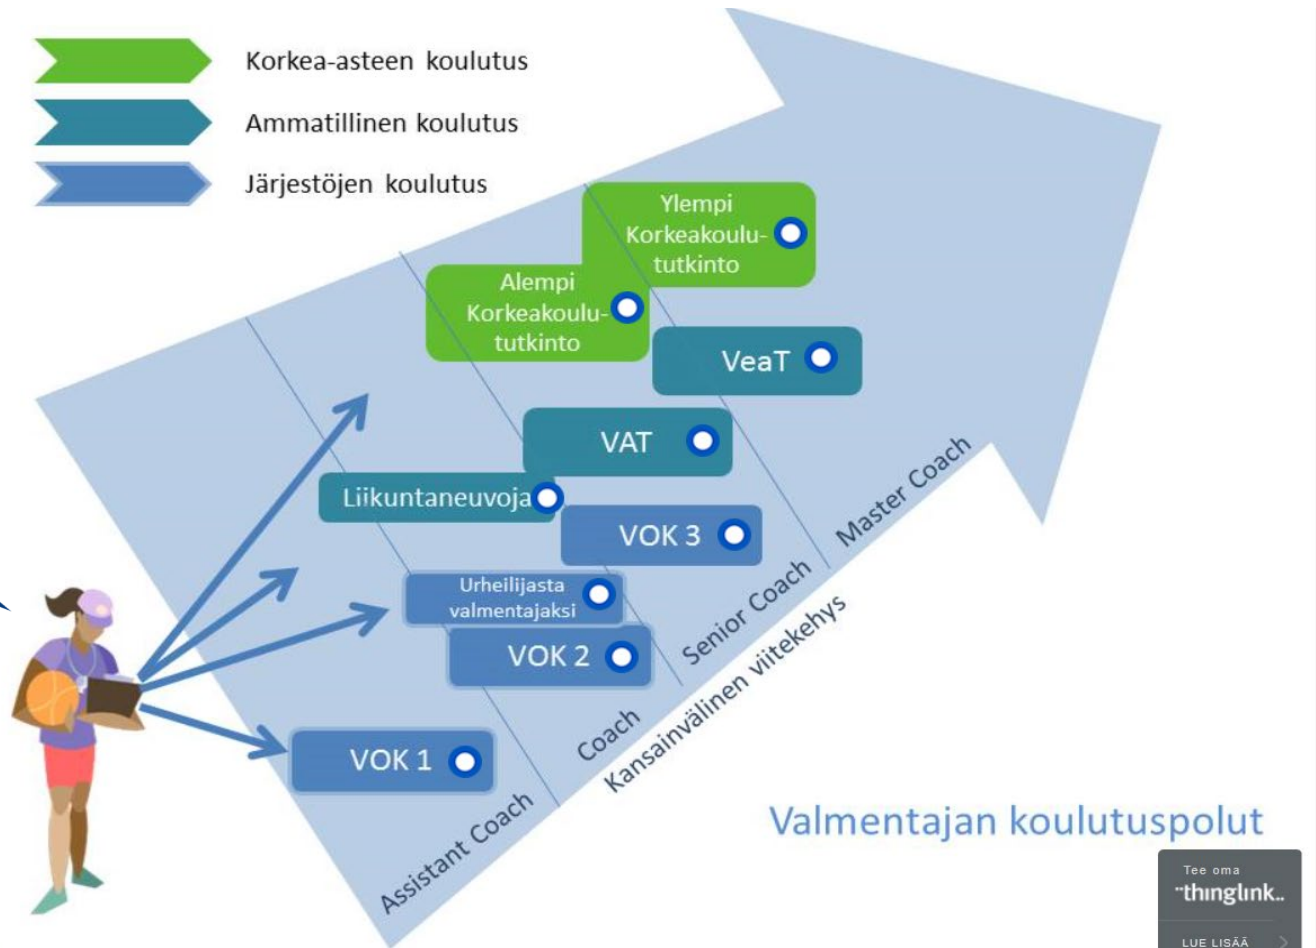 Korkea-asteen koulutus
Ammatillinen koulutus
Järjestöjen koulutus
Ylempi
Korkeakoulu-
tutkinto
Alempi
Korkeakoulu-
tutkinto
VeaT
VAT
Liikuntaneuvoja
VOK 3
Urheilijasta
valmentajaksi
VOK 2
VOK 1
Assistant Coach
Coach
Senior Coach
Master Coach
Kansainvälinen viitekehys
Valmentajan koulutuspolut
Tee oma
thinglink..
LUE LISÄÄ